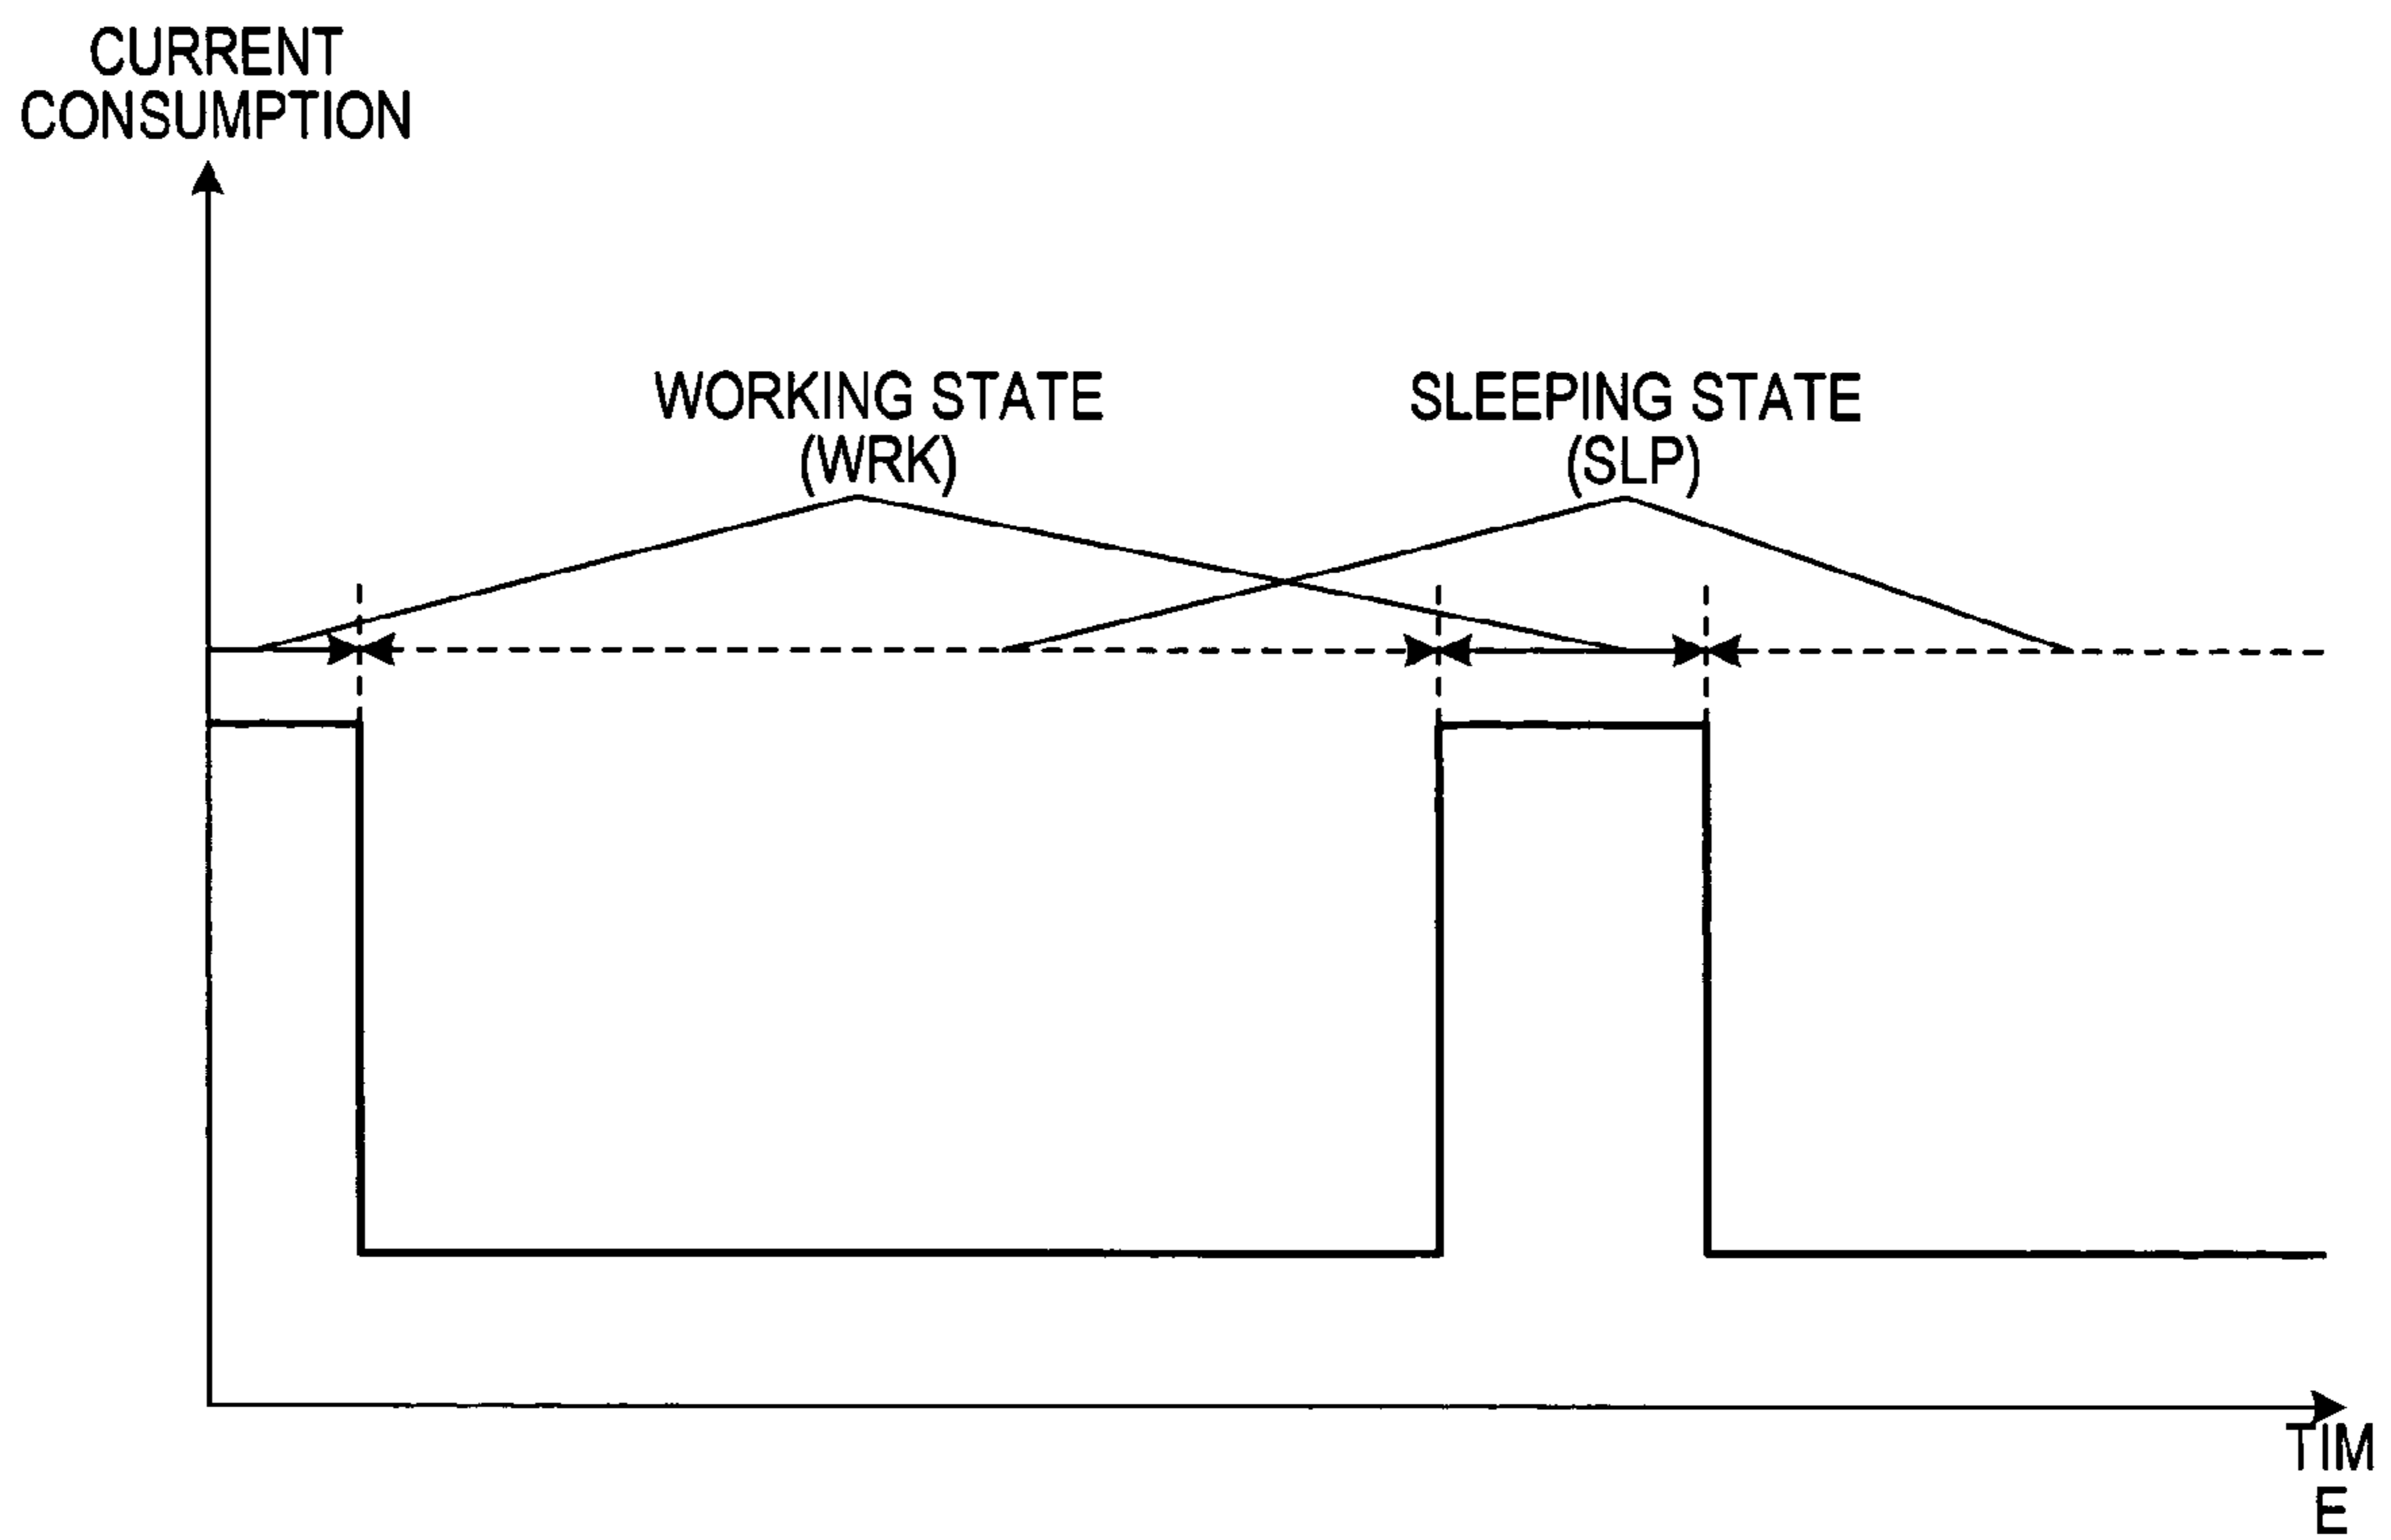 CURRENT
CONSUMPTION
WORKING STATE
(WRK)
SLEEPING STATE
(SLP)
TIM
E